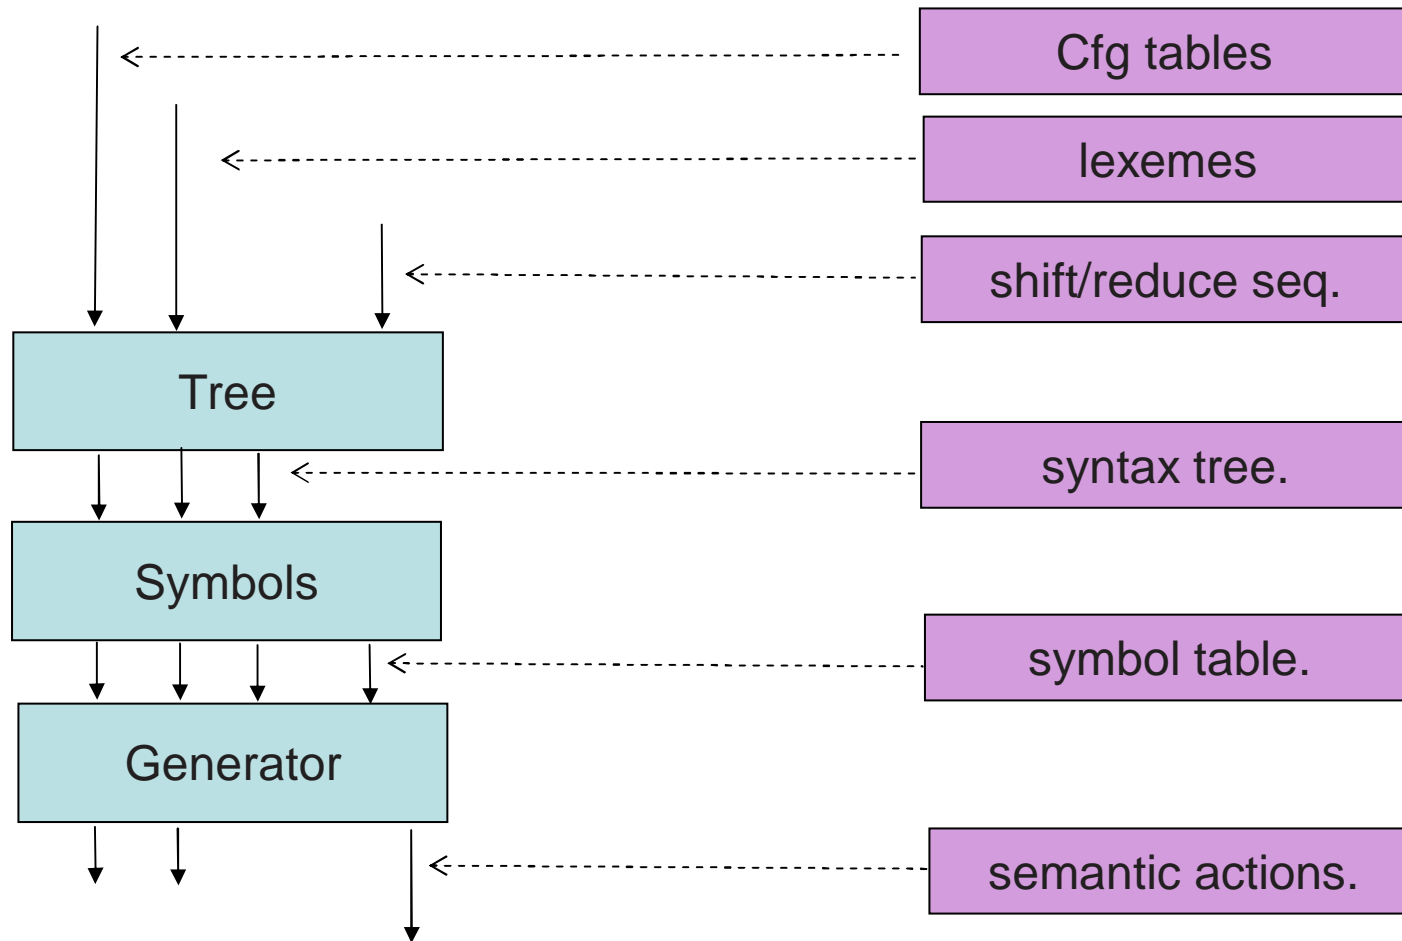 Cfg tables
lexemes
shift/reduce seq.
Tree
syntax tree.
Symbols
symbol table.
Generator
semantic actions.